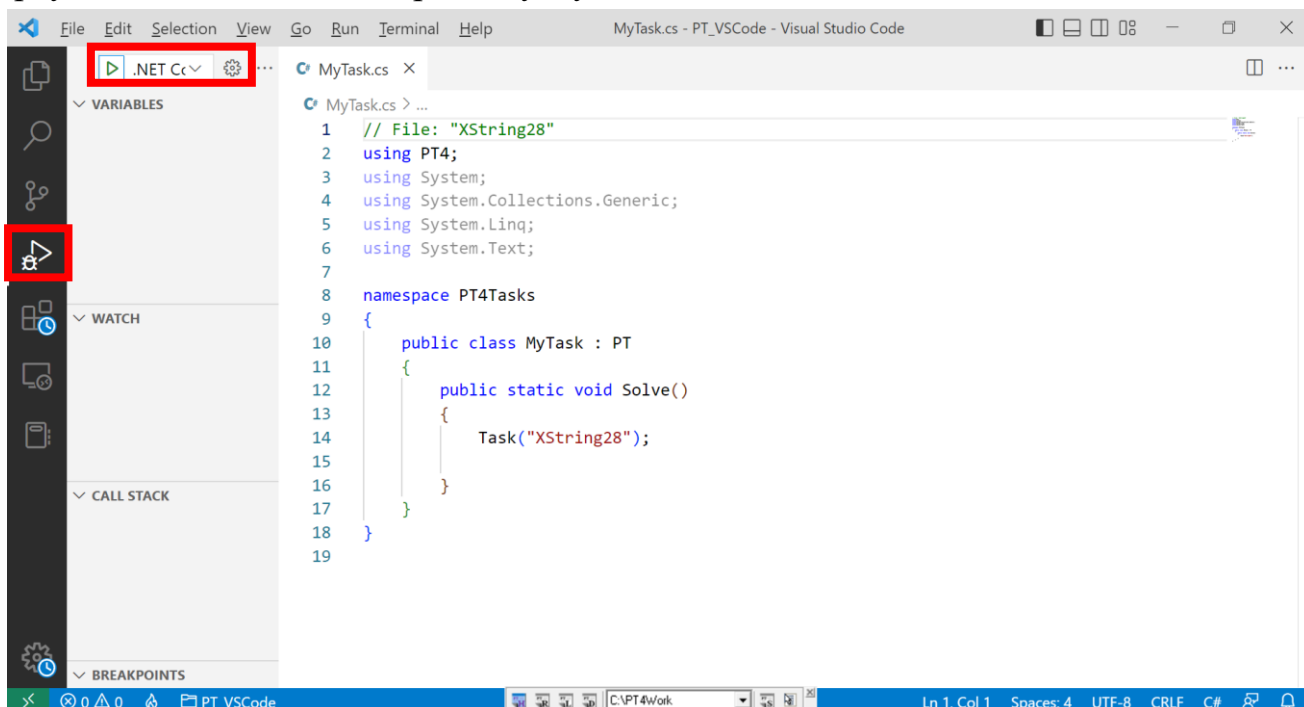 File Edit Selection View Go Run Terminal Help MyTask.cs - PT_VSCode - Visual Studio Code
.NET Cc
MyTask.cs
VARIABLES
MyTask.cs > ...
1 // File: "XString28"
2 using PT4;
3 using System;
4 using System.Collections.Generic;
5 using System.Linq;
6 using System.Text;
7
8 namespace PT4Tasks
WATCH
9 {
10 public class MyTask : PT
11 {
12 public static void Solve()
13 {
14 Task("XString28");
15
CALL STACK
16 }
17 }
18 }
19
BREAKPOINTS
0 0 PT_VSCode C:\PT4Work Ln 1, Col 1 Spaces: 4 UTF-8 CRLF C#